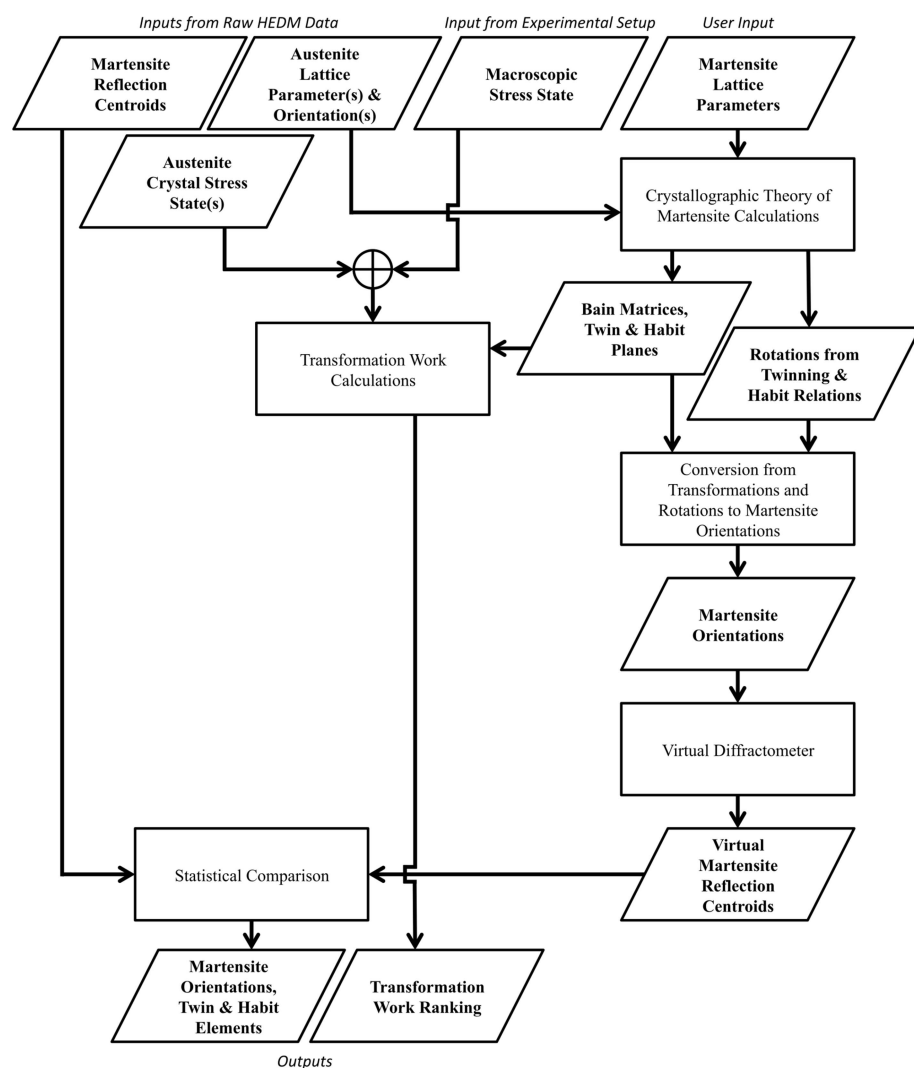 Inputs from Raw HEDM Data
Input from Experimental Setup
User Input
Martensite
Reflection
Centroids
Austenite
Lattice
Parameter(s) &
Orientation(s)
Macroscopic
Stress State
Martensite
Lattice
Parameters
Austenite
Crystal Stress
State(s)
Crystallographic Theory of
Martensite Calculations
Bain Matrices,
Twin & Habit
Planes
Transformation Work
Calculations
Rotations from
Twinning &
Habit Relations
Conversion from
Transformations and
Rotations to Martensite
Orientations
Martensite
Orientations
Virtual Diffractometer
Statistical Comparison
Virtual
Martensite
Reflection
Centroids
Martensite
Orientations,
Twin & Habit
Elements
Transformation
Work Ranking
Outputs